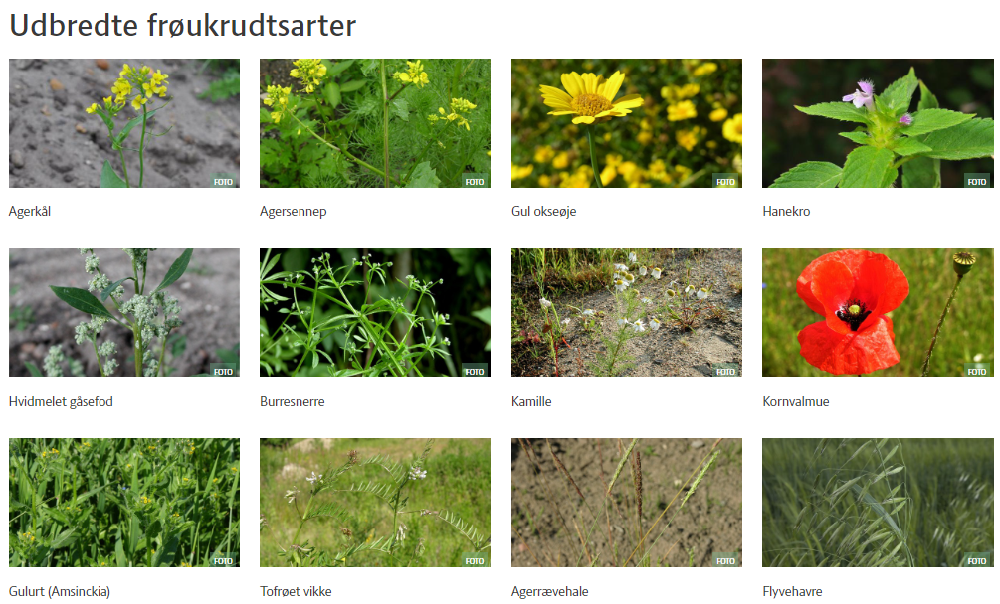 Udbredte frøukrudtsarter
FOTO FOTO FOTO FOTO
Agerkål Agersennep Gul okseøje Hanekro
FOTO FOTO FOTO FOTO
Hvidmelet gåsefod Burresnerre Kamille Kornvalmue
FOTO FOTO FOTO FOTO
Gulurt (Amsinckia) Tofrøet vikke Agerrævehale Flyvehavre